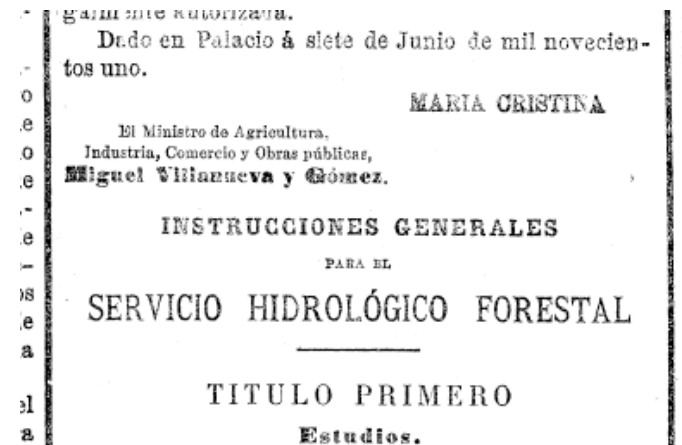 Dado en Palacio á siete de Junio de mil novecien-
tos uno.
MARIA CRISTINA
El Ministro de Agricultura,
Industria, Comercio y Obras públicas,
Miguel Villanueva y Gómez.
INSTRUCCIONES GENERALES
PARA EL
SERVICIO HIDROLÓGICO FORESTAL
TITULO PRIMERO
Estudios.